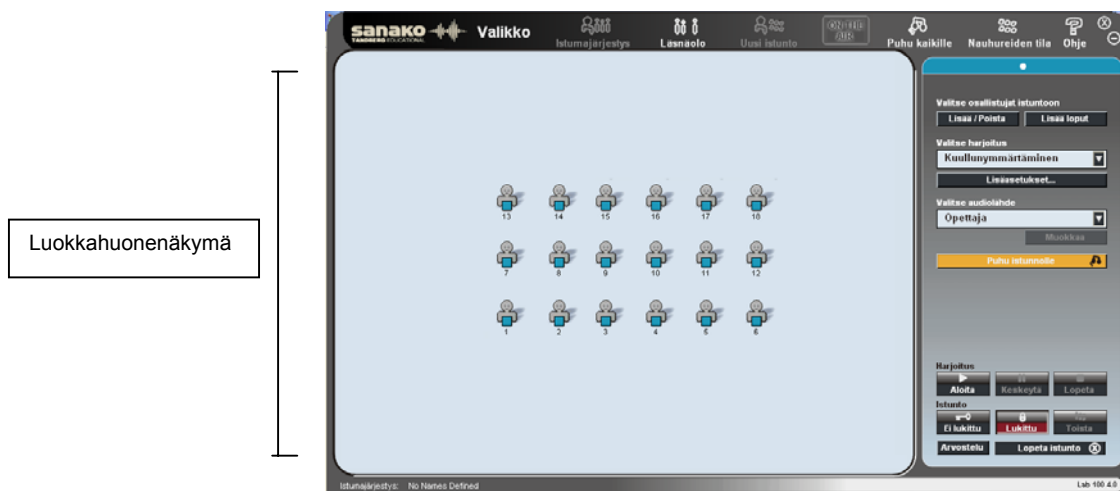 Luokkahuonenäkymä
sanako
TANDBERG EDUCATIONAL
Valikko
Istumajärjestys
Läsnäolo
Uusi istunto
ON THE AIR
Puhu kaikille
Nauhureiden tila
Ohje
Valitse osallistujat istuntoon
Lisää / Poista
Lisää loput
Valitse harjoitus
Kuullunymmärtäminen
Lisäasetukset...
Valitse audiolähde
Opettaja
Muokkaa
Puhu istunnolle
13 14 15 16 17 18
7 8 9 10 11 12
1 2 3 4 5 6
Harjoitus
Aloita
Keskeytä
Lopeta
Istunto
Ei lukittu
Lukittu
Toista
Arvostelu
Lopeta istunto
Istumajärjestys: No Names Defined
Lab 100 4.0